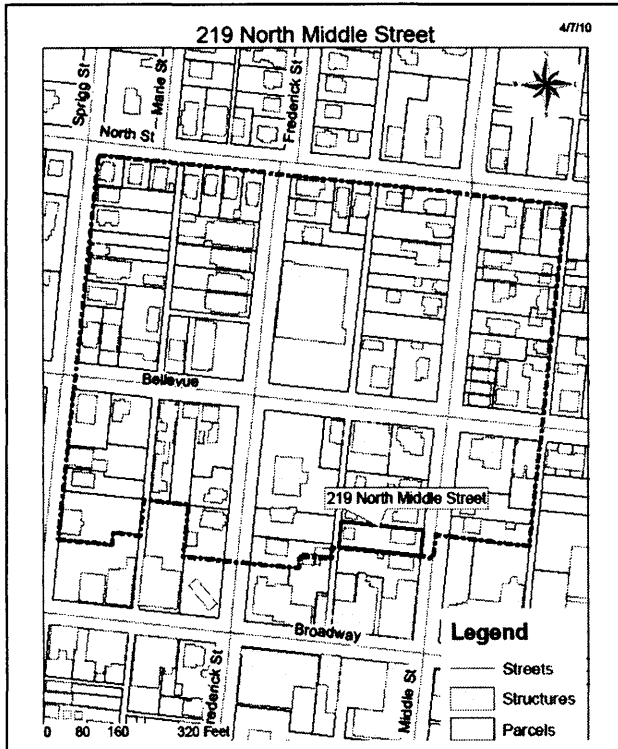 219 North Middle Street
4/7/10
Sprigg St
Marie St
Frederick St
North St
Bellevue
219 North Middle Street
Broadway
Frederick St
Middle St
Legend
Streets
Structures
Parcels
0 80 160 320 Feet